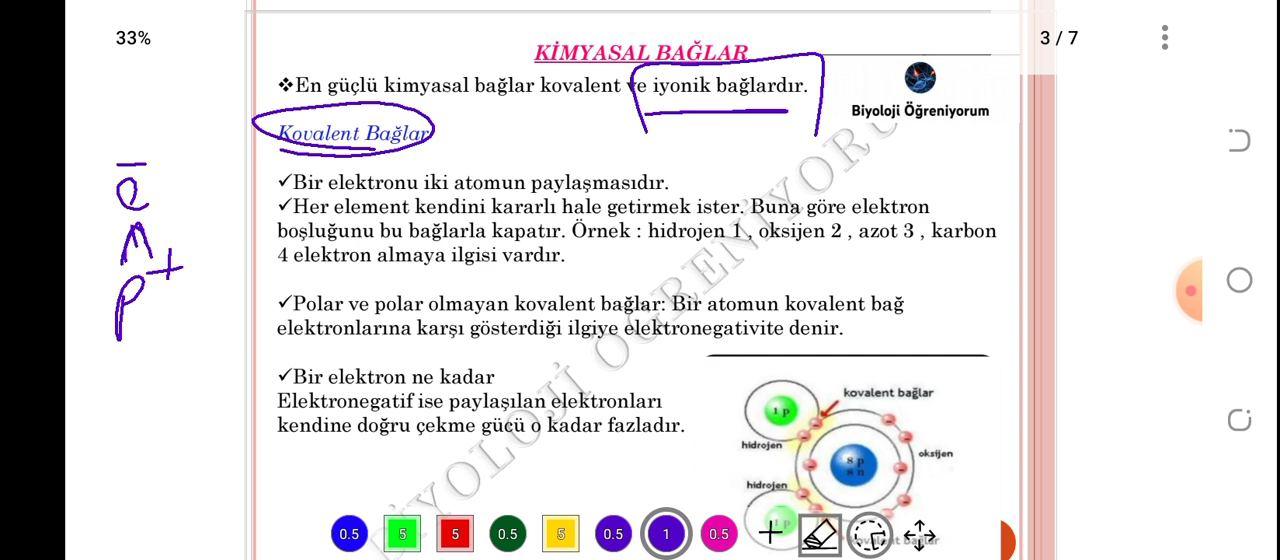 33%
3 / 7
KİMYASAL BAĞLAR
❖En güçlü kimyasal bağlar kovalent ve iyonik bağlardır.
Biyoloji Öğreniyorum
Kovalent Bağlar
✓Bir elektronu iki atomun paylaşmasıdır.
✓Her element kendini kararlı hale getirmek ister. Buna göre elektron
boşluğunu bu bağlarla kapatır. Örnek : hidrojen 1 , oksijen 2 , azot 3 , karbon
4 elektron almaya ilgisi vardır.
✓Polar ve polar olmayan kovalent bağlar: Bir atomun kovalent bağ
elektronlarına karşı gösterdiği ilgiye elektronegativite denir.
✓Bir elektron ne kadar
Elektronegatif ise paylaşılan elektronları
kendine doğru çekme gücü o kadar fazladır.
e
n
p+
kovalent bağlar
1 p
hidrojen
8 p
8 n
oksijen
hidrojen
1 p
kovalent bağlar
BİYOLOJİ ÖĞRENİYORU
0.5 5 5 0.5 5 0.5 1 0.5